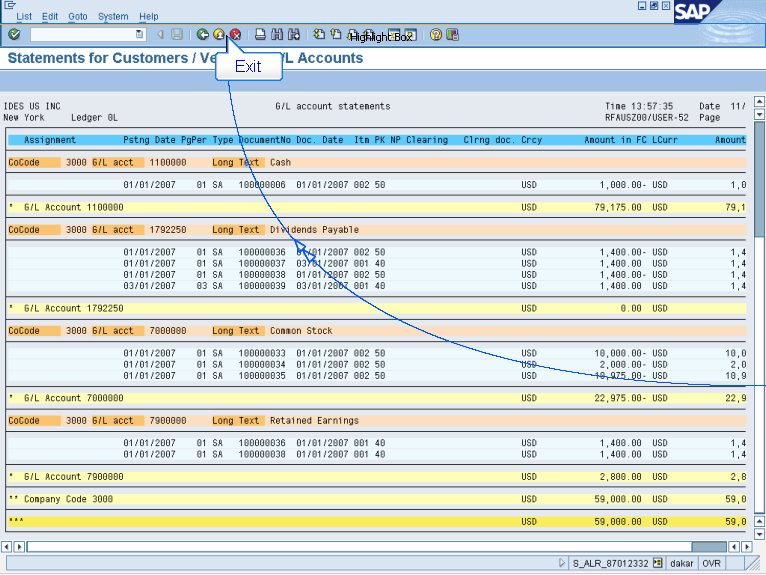 List Edit Goto System Help
SAP
Highlight Box
Statements for Customers / Ve /L Accounts
Exit
IDES US INC G/L account statements Time 13:57:35 Date 11/
New York Ledger 0L RFAUSZ00/USER-52 Page
Assignment Pstng Date PgPer Type DocumentNo Doc. Date Itm PK NP Clearing Clrng doc. Crcy Amount in FC LCurr Amount
CoCode 3000 G/L acct 1100000 Long Text Cash
01/01/2007 01 SA 100000006 01/01/2007 002 50 USD 1,000.00- USD 1,0
* G/L Account 1100000 USD 79,175.00 USD 79,1
CoCode 3000 G/L acct 1792250 Long Text Dividends Payable
01/01/2007 01 SA 100000036 01/01/2007 002 50 USD 1,400.00- USD 1,4
01/01/2007 01 SA 100000037 03/01/2007 001 40 USD 1,400.00 USD 1,4
01/01/2007 01 SA 100000038 01/01/2007 002 50 USD 1,400.00- USD 1,4
03/01/2007 03 SA 100000039 03/01/2007 001 40 USD 1,400.00 USD 1,4
* G/L Account 1792250 USD 0.00 USD
CoCode 3000 G/L acct 7000000 Long Text Common Stock
01/01/2007 01 SA 100000033 01/01/2007 002 50 USD 10,000.00- USD 10,0
01/01/2007 01 SA 100000034 01/01/2007 002 50 USD 2,000.00- USD 2,0
01/01/2007 01 SA 100000035 01/01/2007 002 50 USD 10,975.00- USD 10,9
* G/L Account 7000000 USD 22,975.00- USD 22,9
CoCode 3000 G/L acct 7900000 Long Text Retained Earnings
01/01/2007 01 SA 100000036 01/01/2007 001 40 USD 1,400.00 USD 1,4
01/01/2007 01 SA 100000038 01/01/2007 001 40 USD 1,400.00 USD 1,4
* G/L Account 7900000 USD 2,800.00 USD 2,8
** Company Code 3000 USD 59,000.00 USD 59,0
*** USD 59,000.00 USD 59,0
S_ALR_87012332 dakar OVR